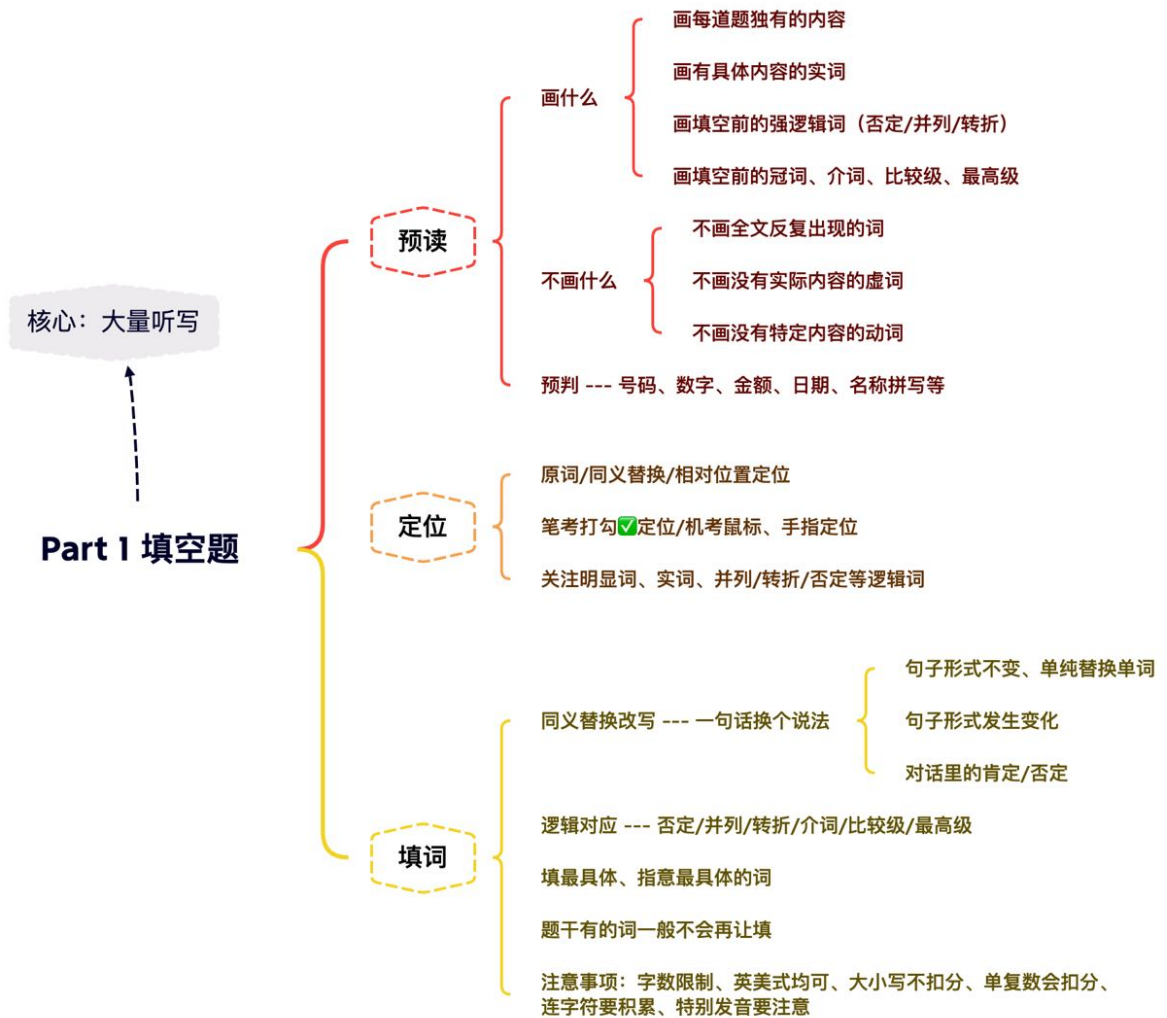 画每道题独有的内容
画有具体内容的实词
画什么
画填空前的强逻辑词（否定/并列/转折）
画填空前的冠词、介词、比较级、最高级
预读
不画全文反复出现的词
不画什么
不画没有实际内容的虚词
不画没有特定内容的动词
预判 --- 号码、数字、金额、日期、名称拼写等
核心：大量听写
Part 1 填空题
原词/同义替换/相对位置定位
定位
笔考打勾✅定位/机考鼠标、手指定位
关注明显词、实词、并列/转折/否定等逻辑词
句子形式不变、单纯替换单词
同义替换改写 --- 一句话换个说法
句子形式发生变化
对话里的肯定/否定
逻辑对应 --- 否定/并列/转折/介词/比较级/最高级
填词
填最具体、指意最具体的词
题干有的词一般不会再让填
注意事项：字数限制、英美式均可、大小写不扣分、单复数会扣分、
连字符要积累、特别发音要注意